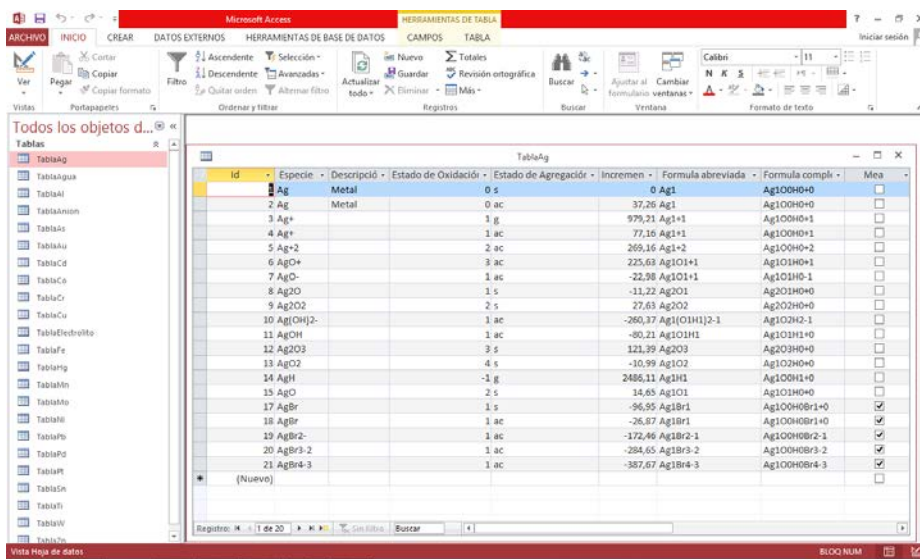 Microsoft Access
HERRAMIENTAS DE TABLA
ARCHIVO INICIO CREAR DATOS EXTERNOS HERRAMIENTAS DE BASE DE DATOS CAMPOS TABLA Iniciar sesión
Ver
Pegar
Cortar
Copiar
Copiar formato
Filtro
Ascendente
Descendente
Quitar orden
Selección
Avanzadas
Alternar filtro
Actualizar todo
Nuevo
Guardar
Eliminar
Totales
Revisión ortográfica
Más
Buscar
Ajustar al formulario
Cambiar ventanas
Calibri 11
N K S
Vistas Portapapeles Ordenar y filtrar Registros Buscar Ventana Formato de texto
Todos los objetos d...
Tablas
TablaAg
TablaAgua
TablaAl
TablaAnion
TablaAs
TablaAu
TablaCd
TablaCo
TablaCr
TablaCu
TablaElectrolito
TablaFe
TablaHg
TablaMn
TablaMo
TablaNi
TablaPb
TablaPd
TablaPt
TablaSn
TablaTi
TablaW
TablaZn
TablaAg
Id Especie Descripció Estado de Oxidació Estado de Agregació Incremen Formula abreviada Formula comple Mea
1 Ag Metal 0 s 0 Ag1 Ag1O0H0+0
2 Ag Metal 0 ac 37,26 Ag1 Ag1O0H0+0
3 Ag+ 1 g 979,21 Ag1+1 Ag1O0H0+1
4 Ag+ 1 ac 77,16 Ag1+1 Ag1O0H0+1
5 Ag+2 2 ac 269,16 Ag1+2 Ag1O0H0+2
6 AgO+ 3 ac 225,63 Ag1O1+1 Ag1O1H0+1
7 AgO- 1 ac -22,98 Ag1O1+1 Ag1O1H0-1
8 Ag2O 1 s -11,22 Ag2O1 Ag2O1H0+0
9 Ag2O2 2 s 27,63 Ag2O2 Ag2O2H0+0
10 Ag(OH)2- 1 ac -260,37 Ag1(O1H1)2-1 Ag1O2H2-1
11 AgOH 1 ac -80,21 Ag1O1H1 Ag1O1H1+0
12 Ag2O3 3 s 121,39 Ag2O3 Ag2O3H0+0
13 AgO2 4 s -10,99 Ag1O2 Ag1O2H0+0
14 AgH -1 g 2486,11 Ag1H1 Ag1O0H1+0
15 AgO 2 s 14,65 Ag1O1 Ag1O1H0+0
17 AgBr 1 s -96,95 Ag1Br1 Ag1O0H0Br1+0
18 AgBr 1 ac -26,87 Ag1Br1 Ag1O0H0Br1+0
19 AgBr2- 1 ac -172,46 Ag1Br2-1 Ag1O0H0Br2-1
20 AgBr3-2 1 ac -284,65 Ag1Br3-2 Ag1O0H0Br3-2
21 AgBr4-3 1 ac -387,67 Ag1Br4-3 Ag1O0H0Br4-3
(Nuevo)
Registro: 1 de 20 Sin filtro Buscar
Vista Hoja de datos BLOQ NUM